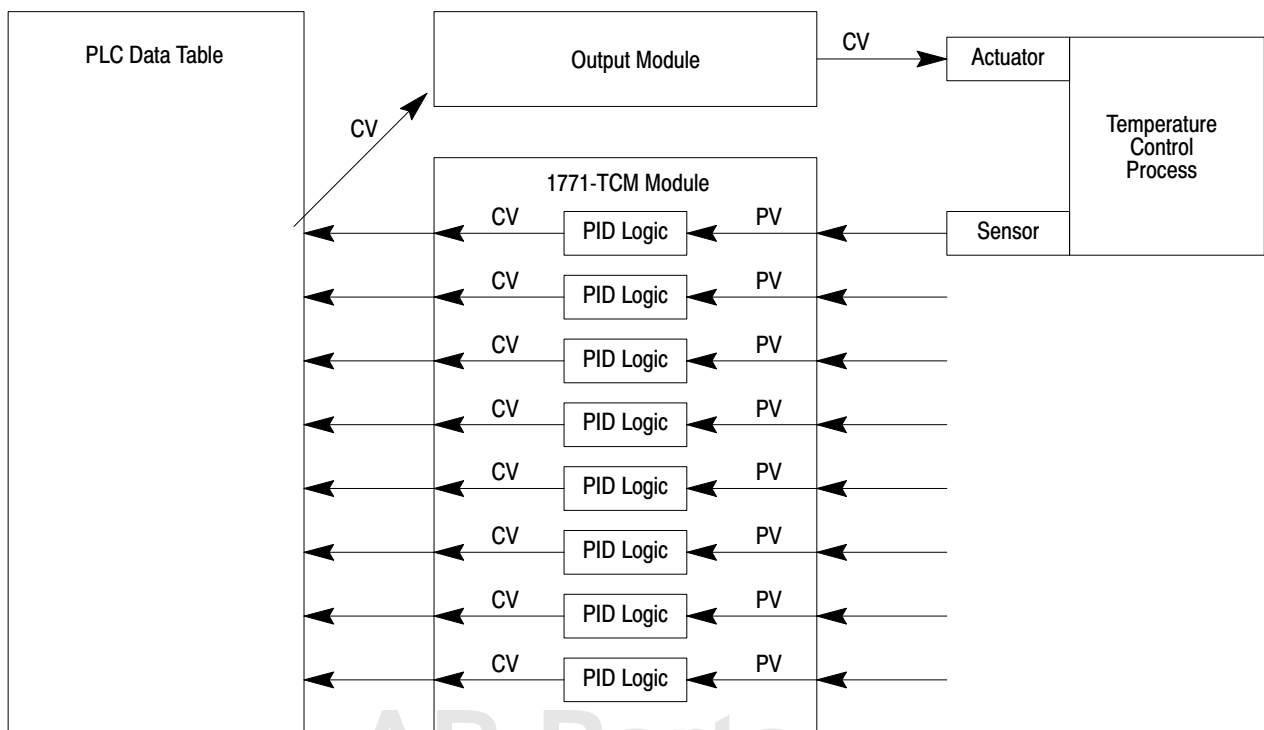 PLC Data Table
Output Module
CV
Actuator
CV
Temperature
Control
Process
1771-TCM Module
CV
PID Logic
PV
Sensor
CV
PID Logic
PV
CV
PID Logic
PV
CV
PID Logic
PV
CV
PID Logic
PV
CV
PID Logic
PV
CV
PID Logic
PV
CV
PID Logic
PV
AB Parts